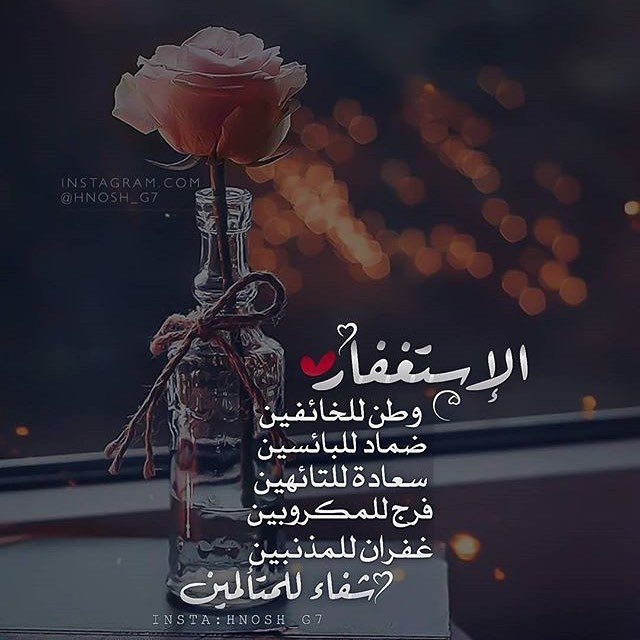 INSTAGRAM.COM
@HNOSH_G7
الإستغفار
وطن للخائفين
ضماد للبائسين
سعادة للتائهين
فرج للمكروبين
غفران للمذنبين
شفاء للمتألمين
INSTA:HNOSH_G7